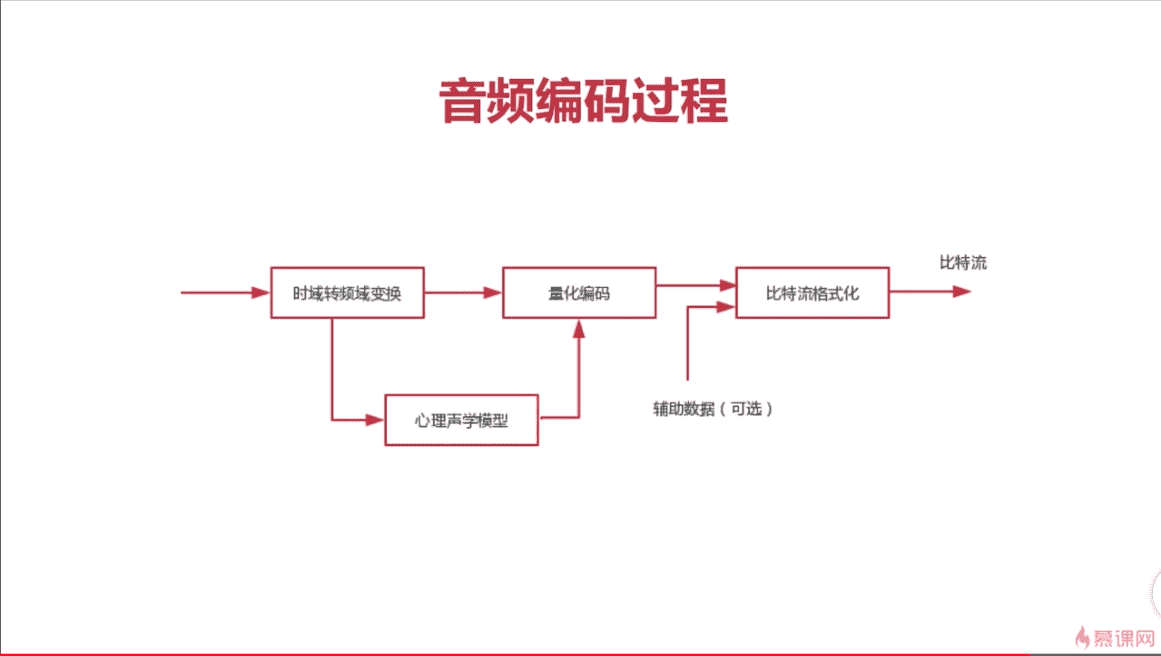 音频编码过程
比特流
时域转频域变换
量化编码
比特流格式化
辅助数据（可选）
心理声学模型
慕课网